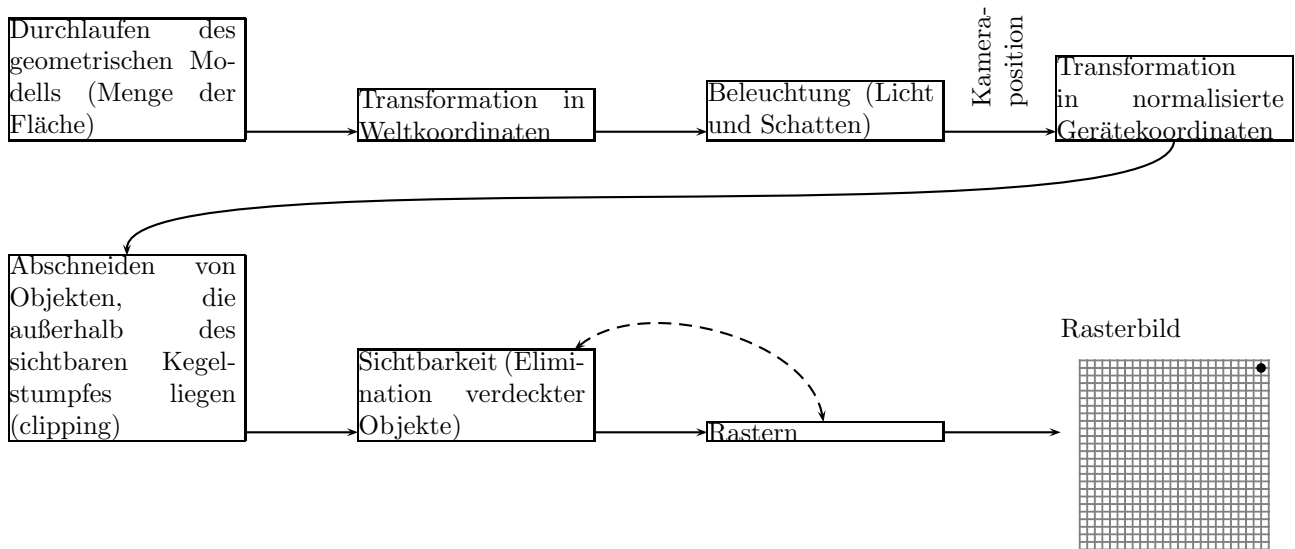 Durchlaufen des
geometrischen Mo-
dells (Menge der
Fläche)
Transformation in
Weltkoordinaten
Beleuchtung (Licht
und Schatten)
Kamera-
position
Transformation
in normalisierte
Gerätekoordinaten
Abschneiden von
Objekten, die
außerhalb des
sichtbaren Kegel-
stumpfes liegen
(clipping)
Sichtbarkeit (Elimi-
nation verdeckter
Objekte)
Rastern
Rasterbild